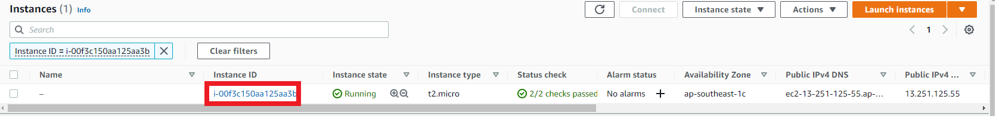 Instances (1) Info Connect Instance state Actions Launch instances
Search 1
Instance ID = i-00f3c150aa125aa3b Clear filters
Name Instance ID Instance state Instance type Status check Alarm status Availability Zone Public IPv4 DNS Public IPv4 ...
– i-00f3c150aa125aa3b Running t2.micro 2/2 checks passed No alarms + ap-southeast-1c ec2-13-251-125-55.ap-... 13.251.125.55